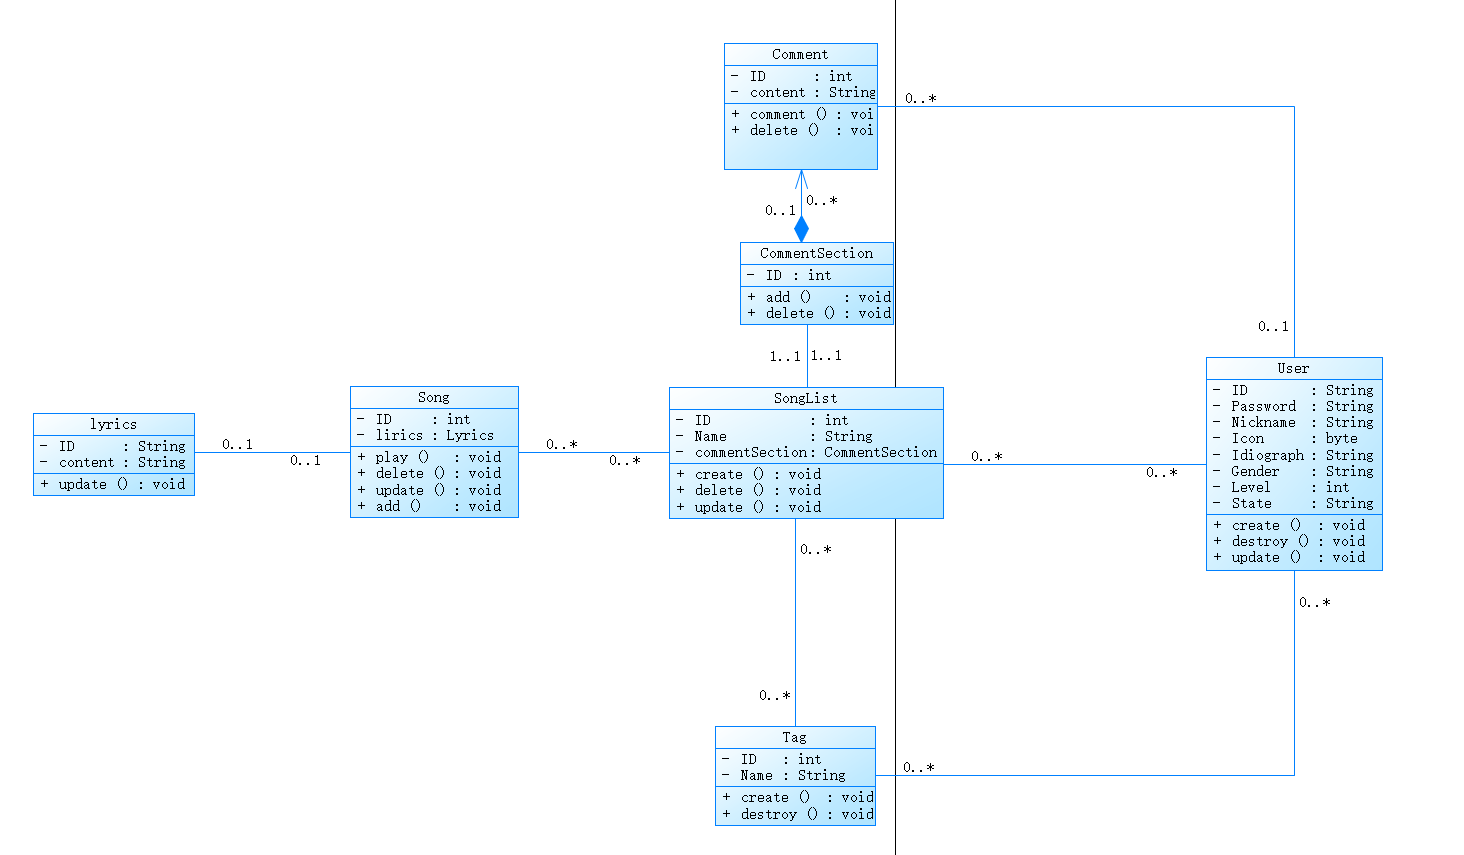 Comment
- ID : int
- content : String
+ comment () : voi
+ delete () : voi
0..*
0..*
0..1
CommentSection
- ID : int
+ add () : void
+ delete () : void
1..1
1..1
0..1
lyrics
- ID : String
- content : String
+ update () : void
0..1
0..1
Song
- ID : int
- lirics : Lyrics
+ play () : void
+ delete () : void
+ update () : void
+ add () : void
0..*
0..*
SongList
- ID : int
- Name : String
- commentSection : CommentSection
+ create () : void
+ delete () : void
+ update () : void
0..*
0..*
User
- ID : String
- Password : String
- Nickname : String
- Icon : byte
- Idiograph : String
- Gender : String
- Level : int
- State : String
+ create () : void
+ destroy () : void
+ update () : void
0..*
0..*
0..*
Tag
- ID : int
- Name : String
+ create () : void
+ destroy () : void
0..*